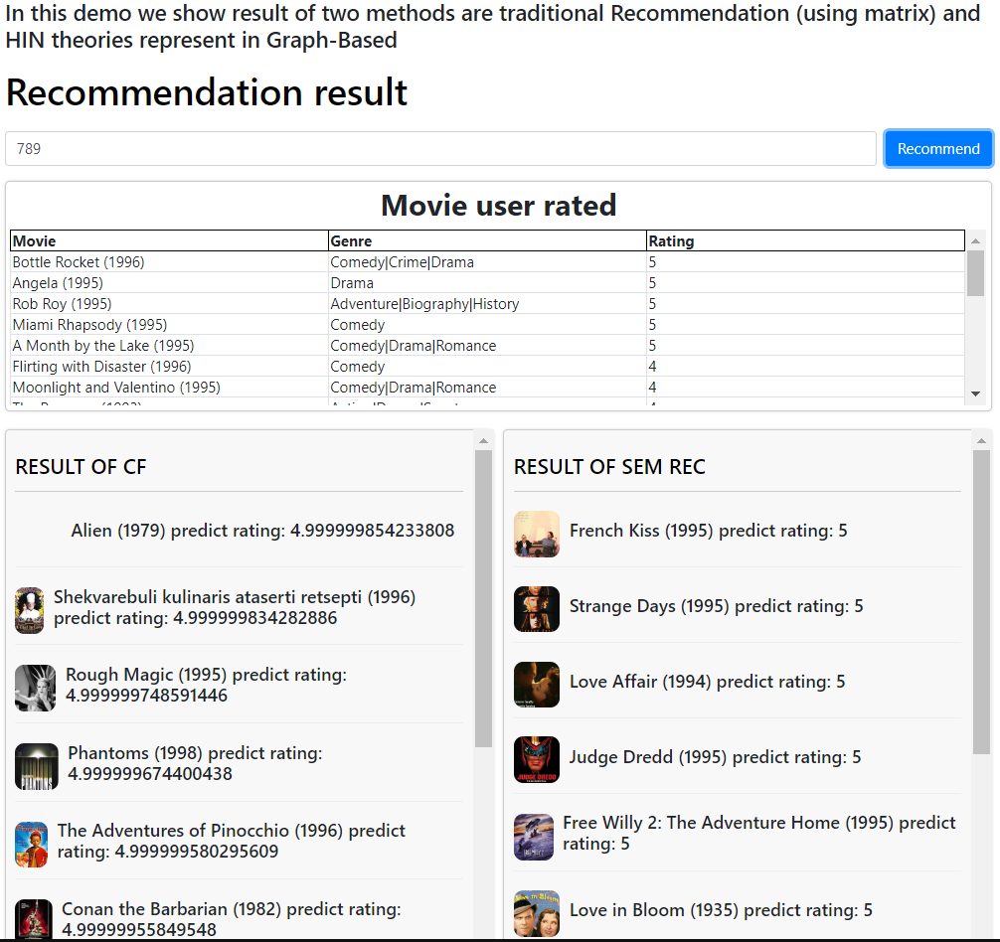 In this demo we show result of two methods are traditional Recommendation (using matrix) and
HIN theories represent in Graph-Based
Recommendation result
789
Recommend
Movie user rated
Movie Genre Rating
Bottle Rocket (1996) Comedy|Crime|Drama 5
Angela (1995) Drama 5
Rob Roy (1995) Adventure|Biography|History 5
Miami Rhapsody (1995) Comedy 5
A Month by the Lake (1995) Comedy|Drama|Romance 5
Flirting with Disaster (1996) Comedy 4
Moonlight and Valentino (1995) Comedy|Drama|Romance 4
RESULT OF CF
Alien (1979) predict rating: 4.999999854233808
Shekvarebuli kulinaris ataserti retsepti (1996)
predict rating: 4.999999834282886
Rough Magic (1995) predict rating:
4.999999748591446
Phantoms (1998) predict rating:
4.999999674400438
The Adventures of Pinocchio (1996) predict
rating: 4.999999580295609
Conan the Barbarian (1982) predict rating:
4.99999955849548
RESULT OF SEM REC
French Kiss (1995) predict rating: 5
Strange Days (1995) predict rating: 5
Love Affair (1994) predict rating: 5
Judge Dredd (1995) predict rating: 5
Free Willy 2: The Adventure Home (1995) predict
rating: 5
Love in Bloom (1935) predict rating: 5